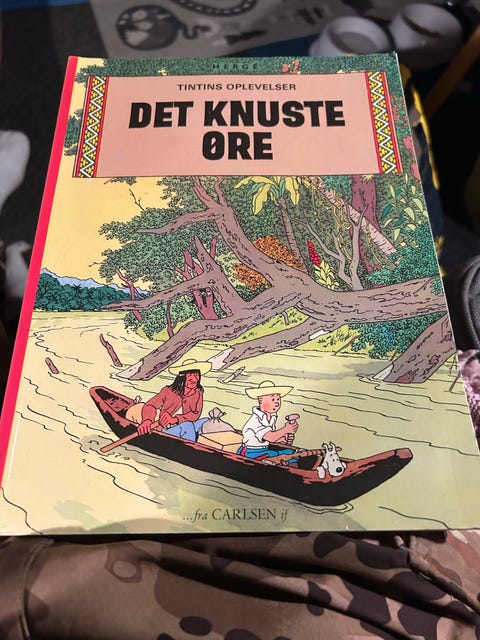 HERGÉ
TINTINS OPLEVELSER
DET KNUSTE
ØRE
...fra CARLSEN if